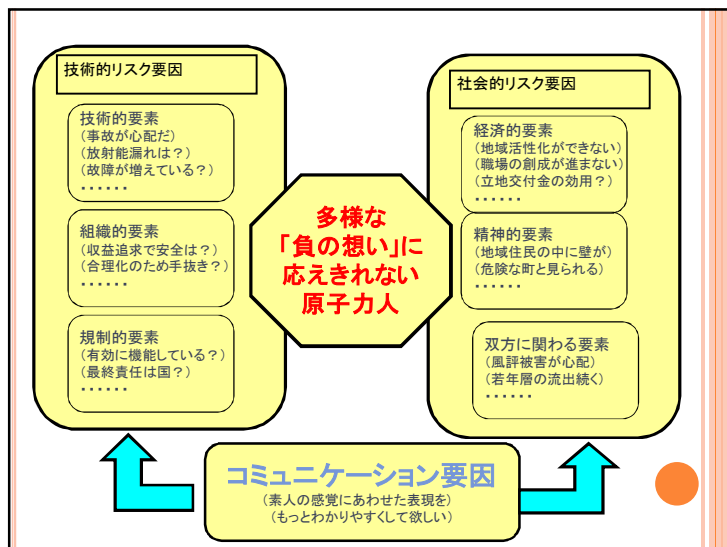 技術的リスク要因
技術的要素
(事故が心配だ)
(放射能漏れは？)
(故障が増えている？)
・・・・・・
組織的要素
(収益追求で安全は？)
(合理化のため手抜き？)
・・・・・・
規制的要素
(有効に機能している？)
(最終責任は国？)
・・・・・・
多様な
「負の想い」に
応えきれない
原子力人
社会的リスク要因
経済的要素
(地域活性化ができない)
(職場の創成が進まない)
(立地交付金の効用？)
・・・・・・
精神的要素
(地域住民の中に壁が)
(危険な町と見られる)
・・・・・・
双方に関わる要素
(風評被害が心配)
(若年層の流出続く)
・・・・・・
コミュニケーション要因
(素人の感覚にあわせた表現を)
(もっとわかりやすくして欲しい)